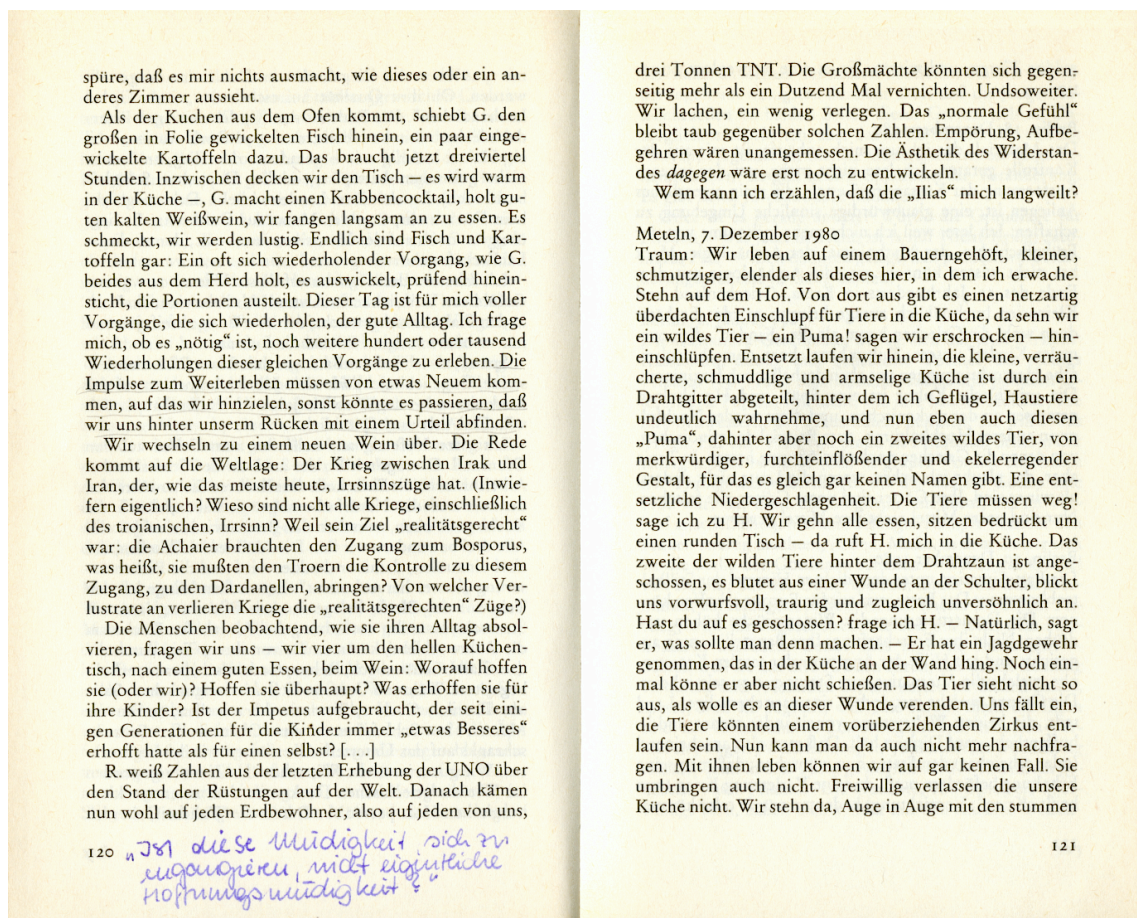 spüre, daß es mir nichts ausmacht, wie dieses oder ein an-
deres Zimmer aussieht.
Als der Kuchen aus dem Ofen kommt, schiebt G. den
großen in Folie gewickelten Fisch hinein, ein paar einge-
wickelte Kartoffeln dazu. Das braucht jetzt dreiviertel
Stunden. Inzwischen decken wir den Tisch – es wird warm
in der Küche –, G. macht einen Krabbencocktail, holt gu-
ten kalten Weißwein, wir fangen langsam an zu essen. Es
schmeckt, wir werden lustig. Endlich sind Fisch und Kar-
toffeln gar: Ein oft sich wiederholender Vorgang, wie G.
beides aus dem Herd holt, es auswickelt, prüfend hinein-
sticht, die Portionen austeilt. Dieser Tag ist für mich voller
Vorgänge, die sich wiederholen, der gute Alltag. Ich frage
mich, ob es „nötig“ ist, noch weitere hundert oder tausend
Wiederholungen dieser gleichen Vorgänge zu erleben. Die
Impulse zum Weiterleben müssen von etwas Neuem kom-
men, auf das wir hinzielen, sonst könnte es passieren, daß
wir uns hinter unserm Rücken mit einem Urteil abfinden.
Wir wechseln zu einem neuen Wein über. Die Rede
kommt auf die Weltlage: Der Krieg zwischen Irak und
Iran, der, wie das meiste heute, Irrsinnszüge hat. (Inwie-
fern eigentlich? Wieso sind nicht alle Kriege, einschließlich
des troianischen, Irrsinn? Weil sein Ziel „realitätsgerecht“
war: die Achaier brauchten den Zugang zum Bosporus,
was heißt, sie mußten den Troern die Kontrolle zu diesem
Zugang, zu den Dardanellen, abringen? Von welcher Ver-
lustrate an verlieren Kriege die „realitätsgerechten“ Züge?)
Die Menschen beobachtend, wie sie ihren Alltag absol-
vieren, fragen wir uns – wir vier um den hellen Küchen-
tisch, nach einem guten Essen, beim Wein: Worauf hoffen
sie (oder wir)? Hoffen sie überhaupt? Was erhoffen sie für
ihre Kinder? Ist der Impetus aufgebraucht, der seit eini-
gen Generationen für die Kinder immer „etwas Besseres“
erhofft hatte als für einen selbst? [...]
R. weiß Zahlen aus der letzten Erhebung der UNO über
den Stand der Rüstungen auf der Welt. Danach kämen
nun wohl auf jeden Erdbewohner, also auf jeden von uns,
120
„Ist diese Müdigkeit sich zu
engangieren, nicht eigentliche
Hoffnungsmüdigkeit?“
drei Tonnen TNT. Die Großmächte könnten sich gegen-
seitig mehr als ein Dutzend Mal vernichten. Undsoweiter.
Wir lachen, ein wenig verlegen. Das „normale Gefühl“
bleibt taub gegenüber solchen Zahlen. Empörung, Aufbe-
gehren wären unangemessen. Die Ästhetik des Widerstan-
des dagegen wäre erst noch zu entwickeln.
Wem kann ich erzählen, daß die „Ilias“ mich langweilt?
Meteln, 7. Dezember 1980
Traum: Wir leben auf einem Bauerngehöft, kleiner,
schmutziger, elender als dieses hier, in dem ich erwache.
Stehn auf dem Hof. Von dort aus gibt es einen netzartig
überdachten Einschlupf für Tiere in die Küche, da sehn wir
ein wildes Tier – ein Puma! sagen wir erschrocken – hin-
einschlüpfen. Entsetzt laufen wir hinein, die kleine, verräu-
cherte, schmuddlige und armselige Küche ist durch ein
Drahtgitter abgeteilt, hinter dem ich Geflügel, Haustiere
undeutlich wahrnehme, und nun eben auch diesen
„Puma“, dahinter aber noch ein zweites wildes Tier, von
merkwürdiger, furchteinflößender und ekelerregender
Gestalt, für das es gleich gar keinen Namen gibt. Eine ent-
setzliche Niedergeschlagenheit. Die Tiere müssen weg!
sage ich zu H. Wir gehn alle essen, sitzen bedrückt um
einen runden Tisch – da ruft H. mich in die Küche. Das
zweite der wilden Tiere hinter dem Drahtzaun ist ange-
schossen, es blutet aus einer Wunde an der Schulter, blickt
uns vorwurfsvoll, traurig und zugleich unversöhnlich an.
Hast du auf es geschossen? frage ich H. – Natürlich, sagt
er, was sollte man denn machen. – Er hat ein Jagdgewehr
genommen, das in der Küche an der Wand hing. Noch ein-
mal könne er aber nicht schießen. Das Tier sieht nicht so
aus, als wolle es an dieser Wunde verenden. Uns fällt ein,
die Tiere könnten einem vorüberziehenden Zirkus ent-
laufen sein. Nun kann man da auch nicht mehr nachfra-
gen. Mit ihnen leben können wir auf gar keinen Fall. Sie
umbringen auch nicht. Freiwillig verlassen die unsere
Küche nicht. Wir stehn da, Auge in Auge mit den stummen
121